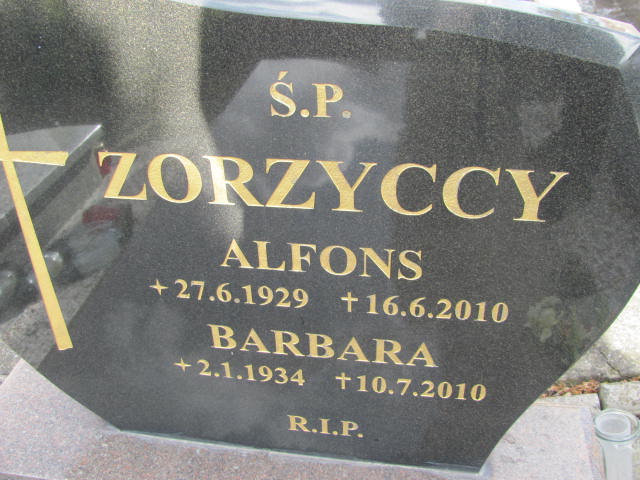 Ś.P.
ZORZYCCY
ALFONS
+27.6.1929 †16.6.2010
BARBARA
+2.1.1934 †10.7.2010
R.I.P.